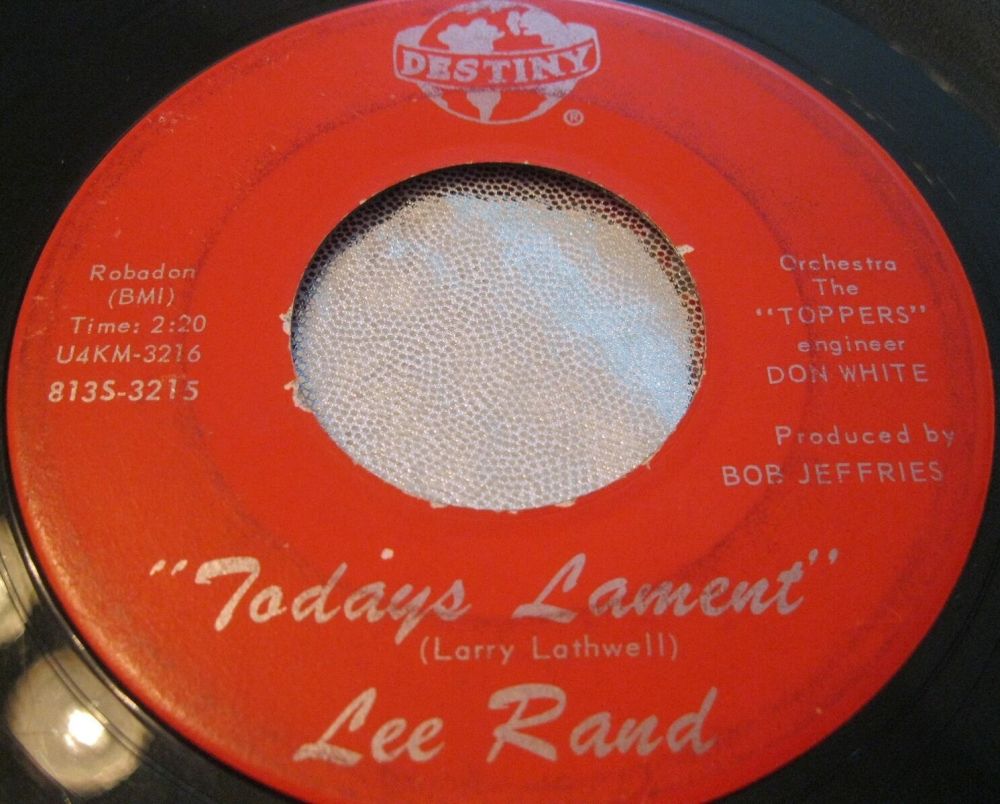 DESTINY
®
Robadon
(BMI)
Time: 2:20
U4KM-3216
813S-3215
Orchestra
The
"TOPPERS"
engineer
DON WHITE
Produced by
BOB JEFFRIES
"Todays Lament"
(Larry Lathwell)
Lee Rand